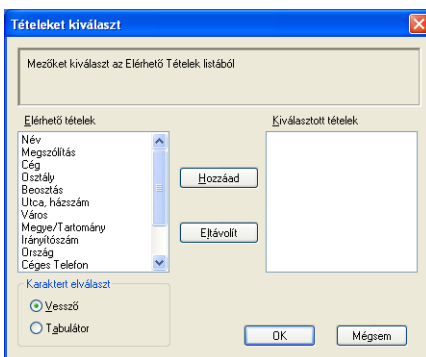 Tételeket kiválaszt
Mezőket kiválaszt az Elérhető Tételek listából
Elérhető tételek
Név
Megszólítás
Cég
Osztály
Beosztás
Utca, házszám
Város
Megye/Tartomány
Irányítószám
Ország
Céges Telefon
Hozzáad
Eltávolít
Kiválasztott tételek
Karaktert elválaszt
Vessző
Tabulátor
OK
Mégsem